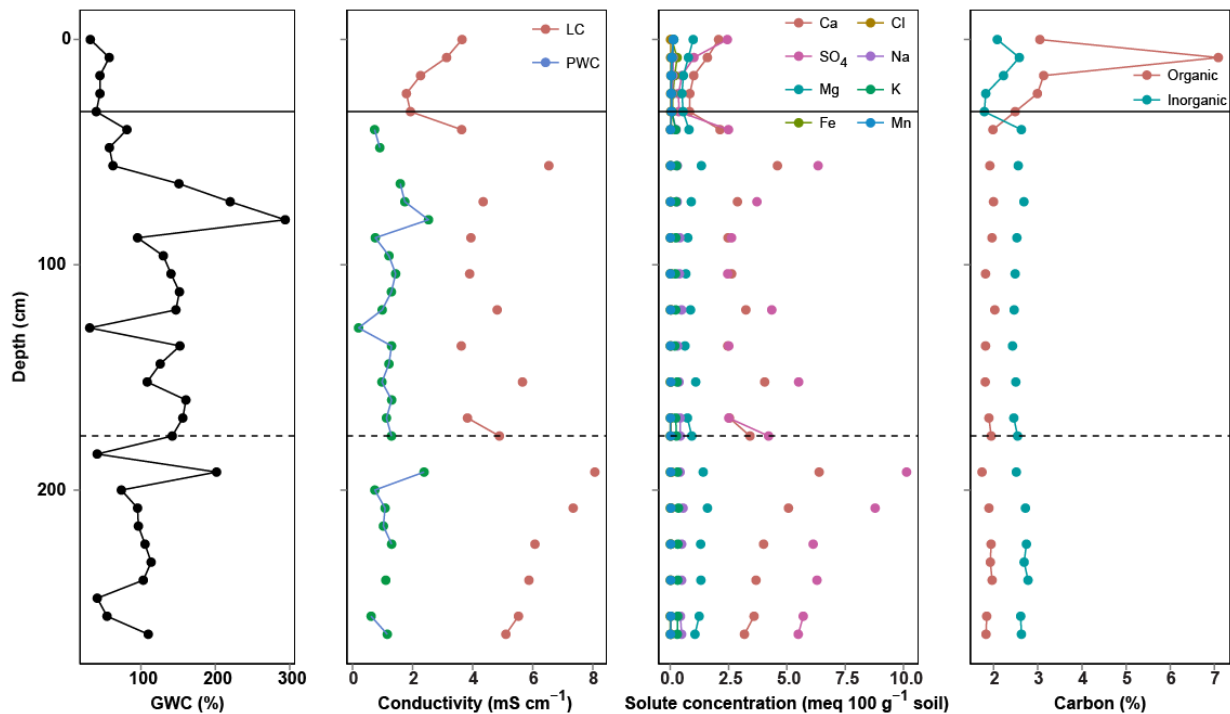 Depth (cm)
0
100
200
100 200 300
GWC (%)
LC
PWC
0 2 4 6 8
Conductivity (mS cm⁻¹)
Ca Cl
SO₄ Na
Mg K
Fe Mn
0.0 2.5 5.0 7.5 10.0
Solute concentration (meq 100 g⁻¹ soil)
Organic
Inorganic
2 3 4 5 6 7
Carbon (%)